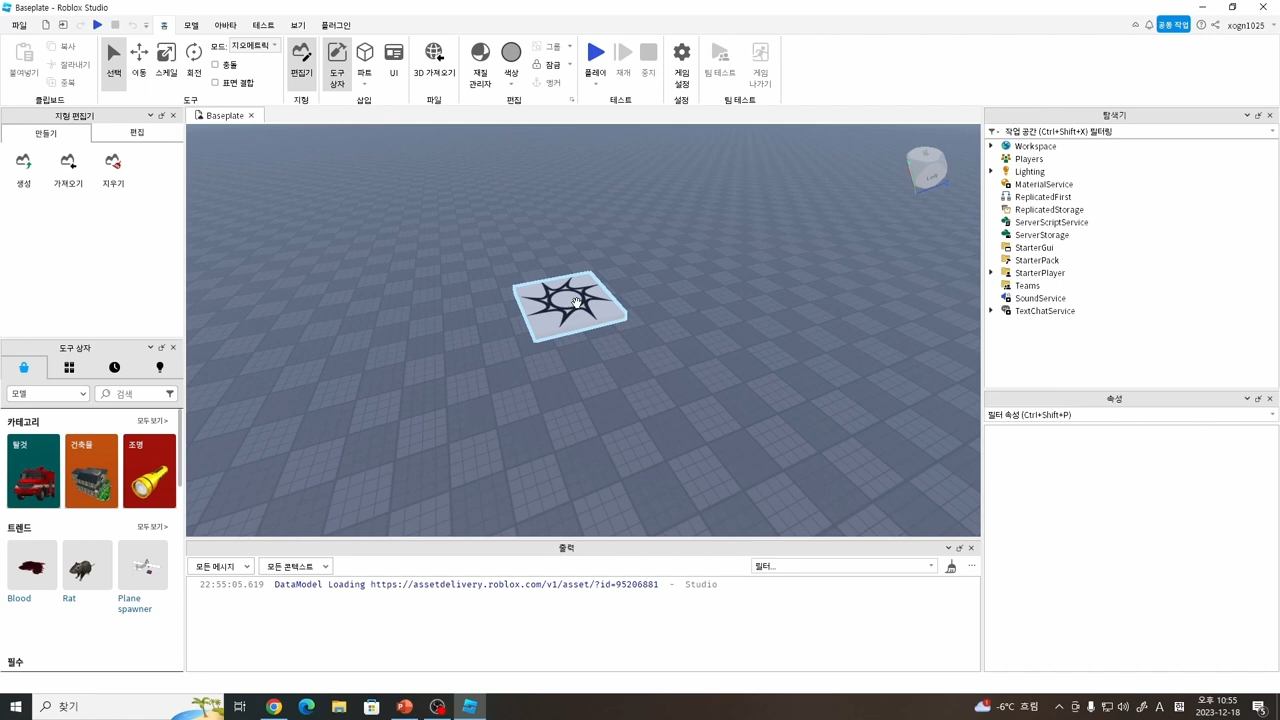 Baseplate - Roblox Studio
파일
홈
모델
아바타
테스트
보기
플러그인
공동 작업
xogn1025
붙여넣기
복사
잘라내기
중복
클립보드
선택
이동
스케일
회전
모드:
지오메트릭
충돌
표면 결합
도구
편집기
지형
도구
상자
파트
UI
삽입
3D 가져오기
파일
재질
관리자
색상
그룹
잠금
앵커
편집
플레이
재개
중지
테스트
게임
설정
설정
팀 테스트
게임
나가기
팀 테스트
지형 편집기
만들기
편집
생성
가져오기
지우기
Baseplate
Left
도구 상자
모델
검색
카테고리
모두 보기 >
탈것
건축물
조명
트렌드
모두 보기 >
Blood
Rat
Plane
spawner
필수
출력
모든 메시지
모든 콘텍스트
필터...
22:55:05.619 DataModel Loading https://assetdelivery.roblox.com/v1/asset/?id=95206881 - Studio
탐색기
작업 공간 (Ctrl+Shift+X) 필터링
Workspace
Players
Lighting
MaterialService
ReplicatedFirst
ReplicatedStorage
ServerScriptService
ServerStorage
StarterGui
StarterPack
StarterPlayer
Teams
SoundService
TextChatService
속성
필터 속성 (Ctrl+Shift+P)
찾기
-6°C 흐림
A
오후 10:55
2023-12-18